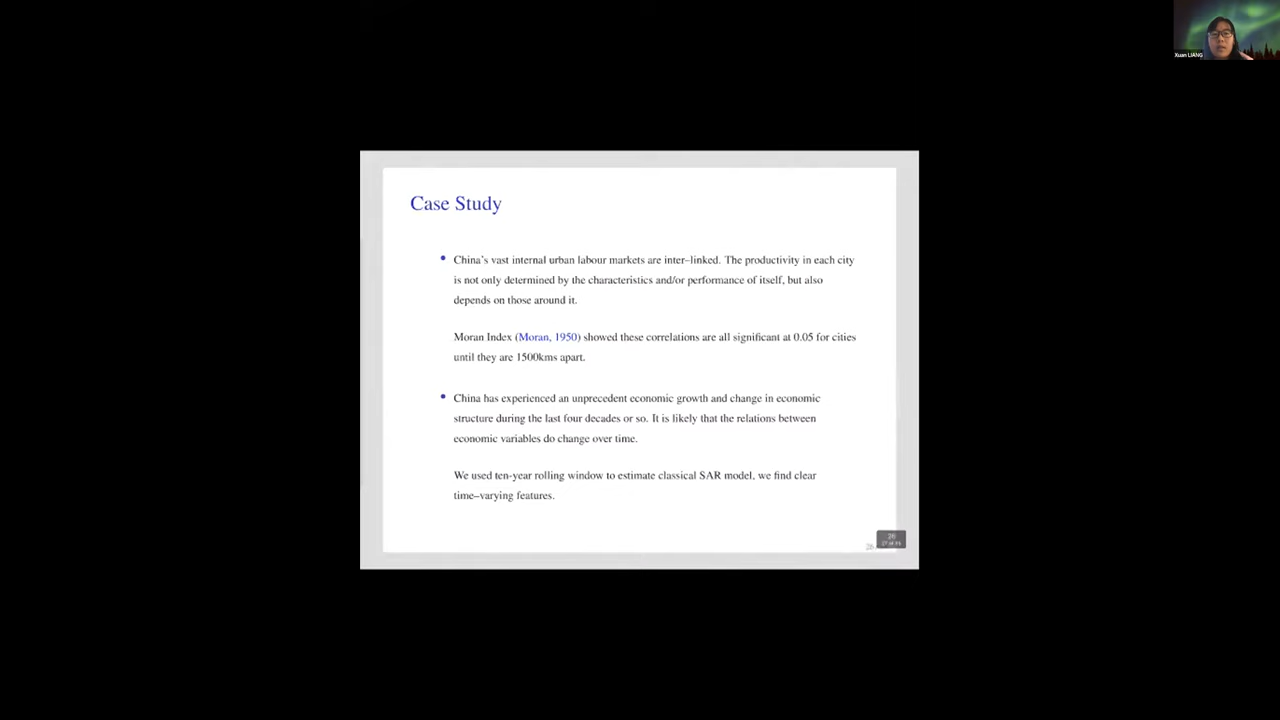 Xuan LIANG
Case Study
• China's vast internal urban labour markets are inter–linked. The productivity in each city
is not only determined by the characteristics and/or performance of itself, but also
depends on those around it.
Moran Index (Moran, 1950) showed these correlations are all significant at 0.05 for cities
until they are 1500kms apart.
• China has experienced an unprecedent economic growth and change in economic
structure during the last four decades or so. It is likely that the relations between
economic variables do change over time.
We used ten-year rolling window to estimate classical SAR model, we find clear
time–varying features.
26